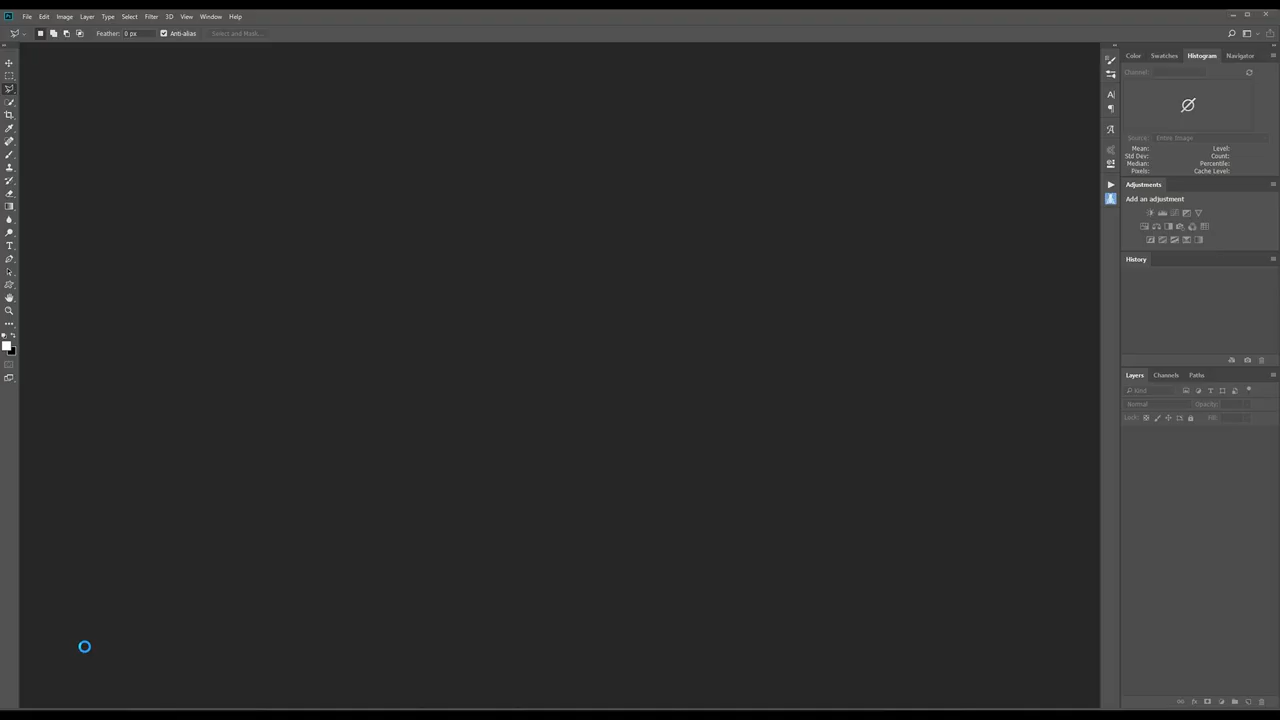 Ps File Edit Image Layer Type Select Filter 3D View Window Help
Feather: 0 px Anti-alias Select and Mask...
Color Swatches Histogram Navigator
Channel:
Source: Entire Image
Mean: Level:
Std Dev: Count:
Median: Percentile:
Pixels: Cache Level:
Adjustments
Add an adjustment
History
Layers Channels Paths
Kind
Normal Opacity:
Lock: Fill: